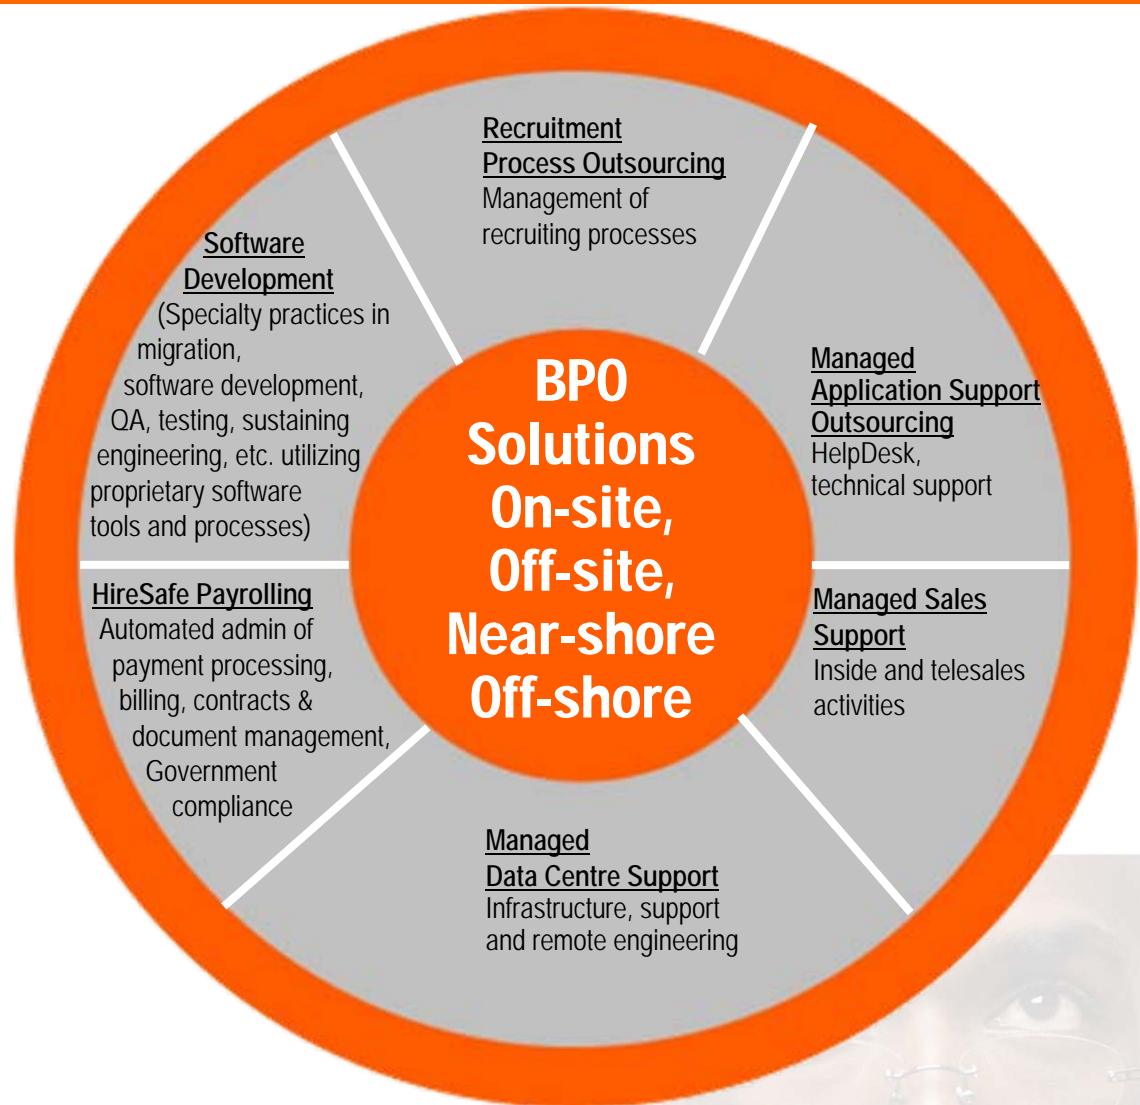 Recruitment
Process Outsourcing
Management of
recruiting processes
Software
Development
(Specialty practices in
migration,
software development,
QA, testing, sustaining
engineering, etc. utilizing
proprietary software
tools and processes)
Managed
Application Support
Outsourcing
HelpDesk,
technical support
BPO
Solutions
On-site,
Off-site,
Near-shore
Off-shore
HireSafe Payrolling
Automated admin of
payment processing,
billing, contracts &
document management,
Government
compliance
Managed Sales
Support
Inside and telesales
activities
Managed
Data Centre Support
Infrastructure, support
and remote engineering